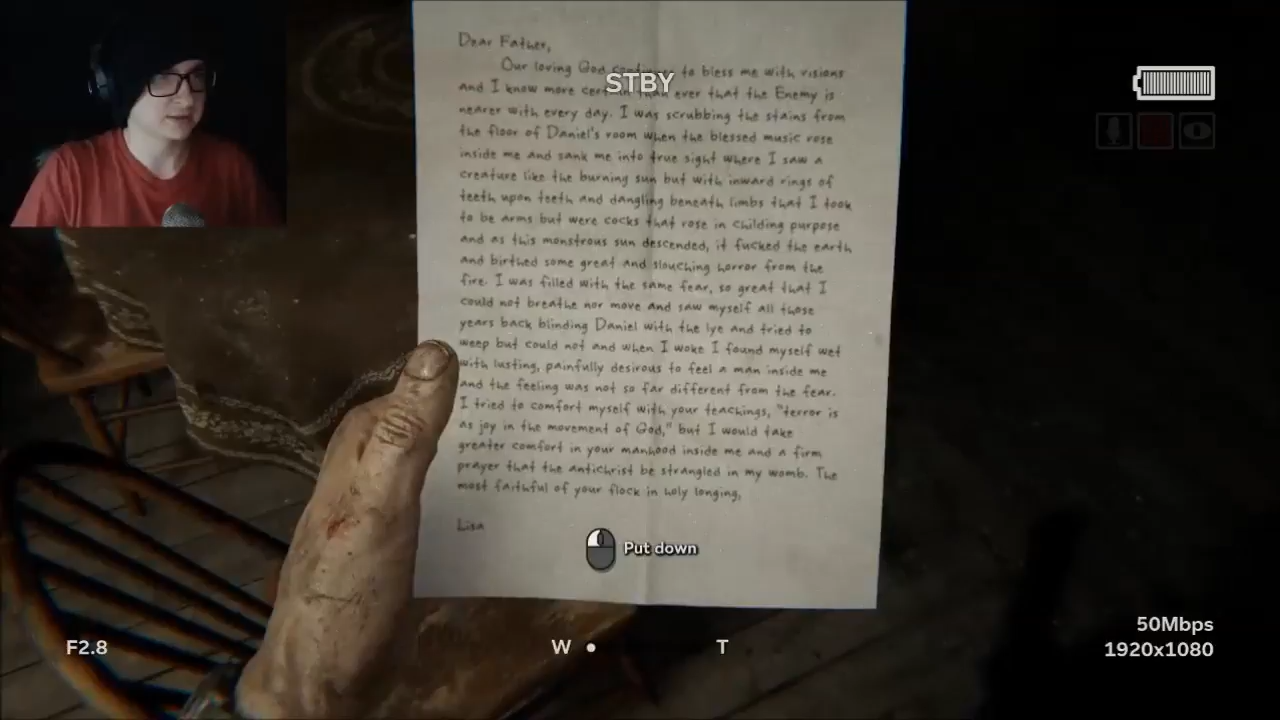 Dear Father,
Our loving God continues to bless me with visions
and I know more certain than ever that the Enemy is
nearer with every day. I was scrubbing the stains from
the floor of Daniel's room when the blessed music rose
inside me and sank me into true sight where I saw a
creature like the burning sun but with inward rings of
teeth upon teeth and dangling beneath limbs that I took
to be arms but were cocks that rose in childing purpose
and as this monstrous sun descended, it fucked the earth
and birthed some great and slouching horror from the
fire. I was filled with the same fear, so great that I
could not breathe nor move and saw myself all those
years back blinding Daniel with the lye and tried to
weep but could not and when I woke I found myself wet
with lusting, painfully desirous to feel a man inside me
and the feeling was not so far different from the fear.
I tried to comfort myself with your teachings, "terror is
as joy in the movement of God," but I would take
greater comfort in your manhood inside me and a firm
prayer that the antichrist be strangled in my womb. The
most faithful of your flock in holy longing,
Lisa
STBY
Put down
F2.8
W
T
50Mbps
1920x1080